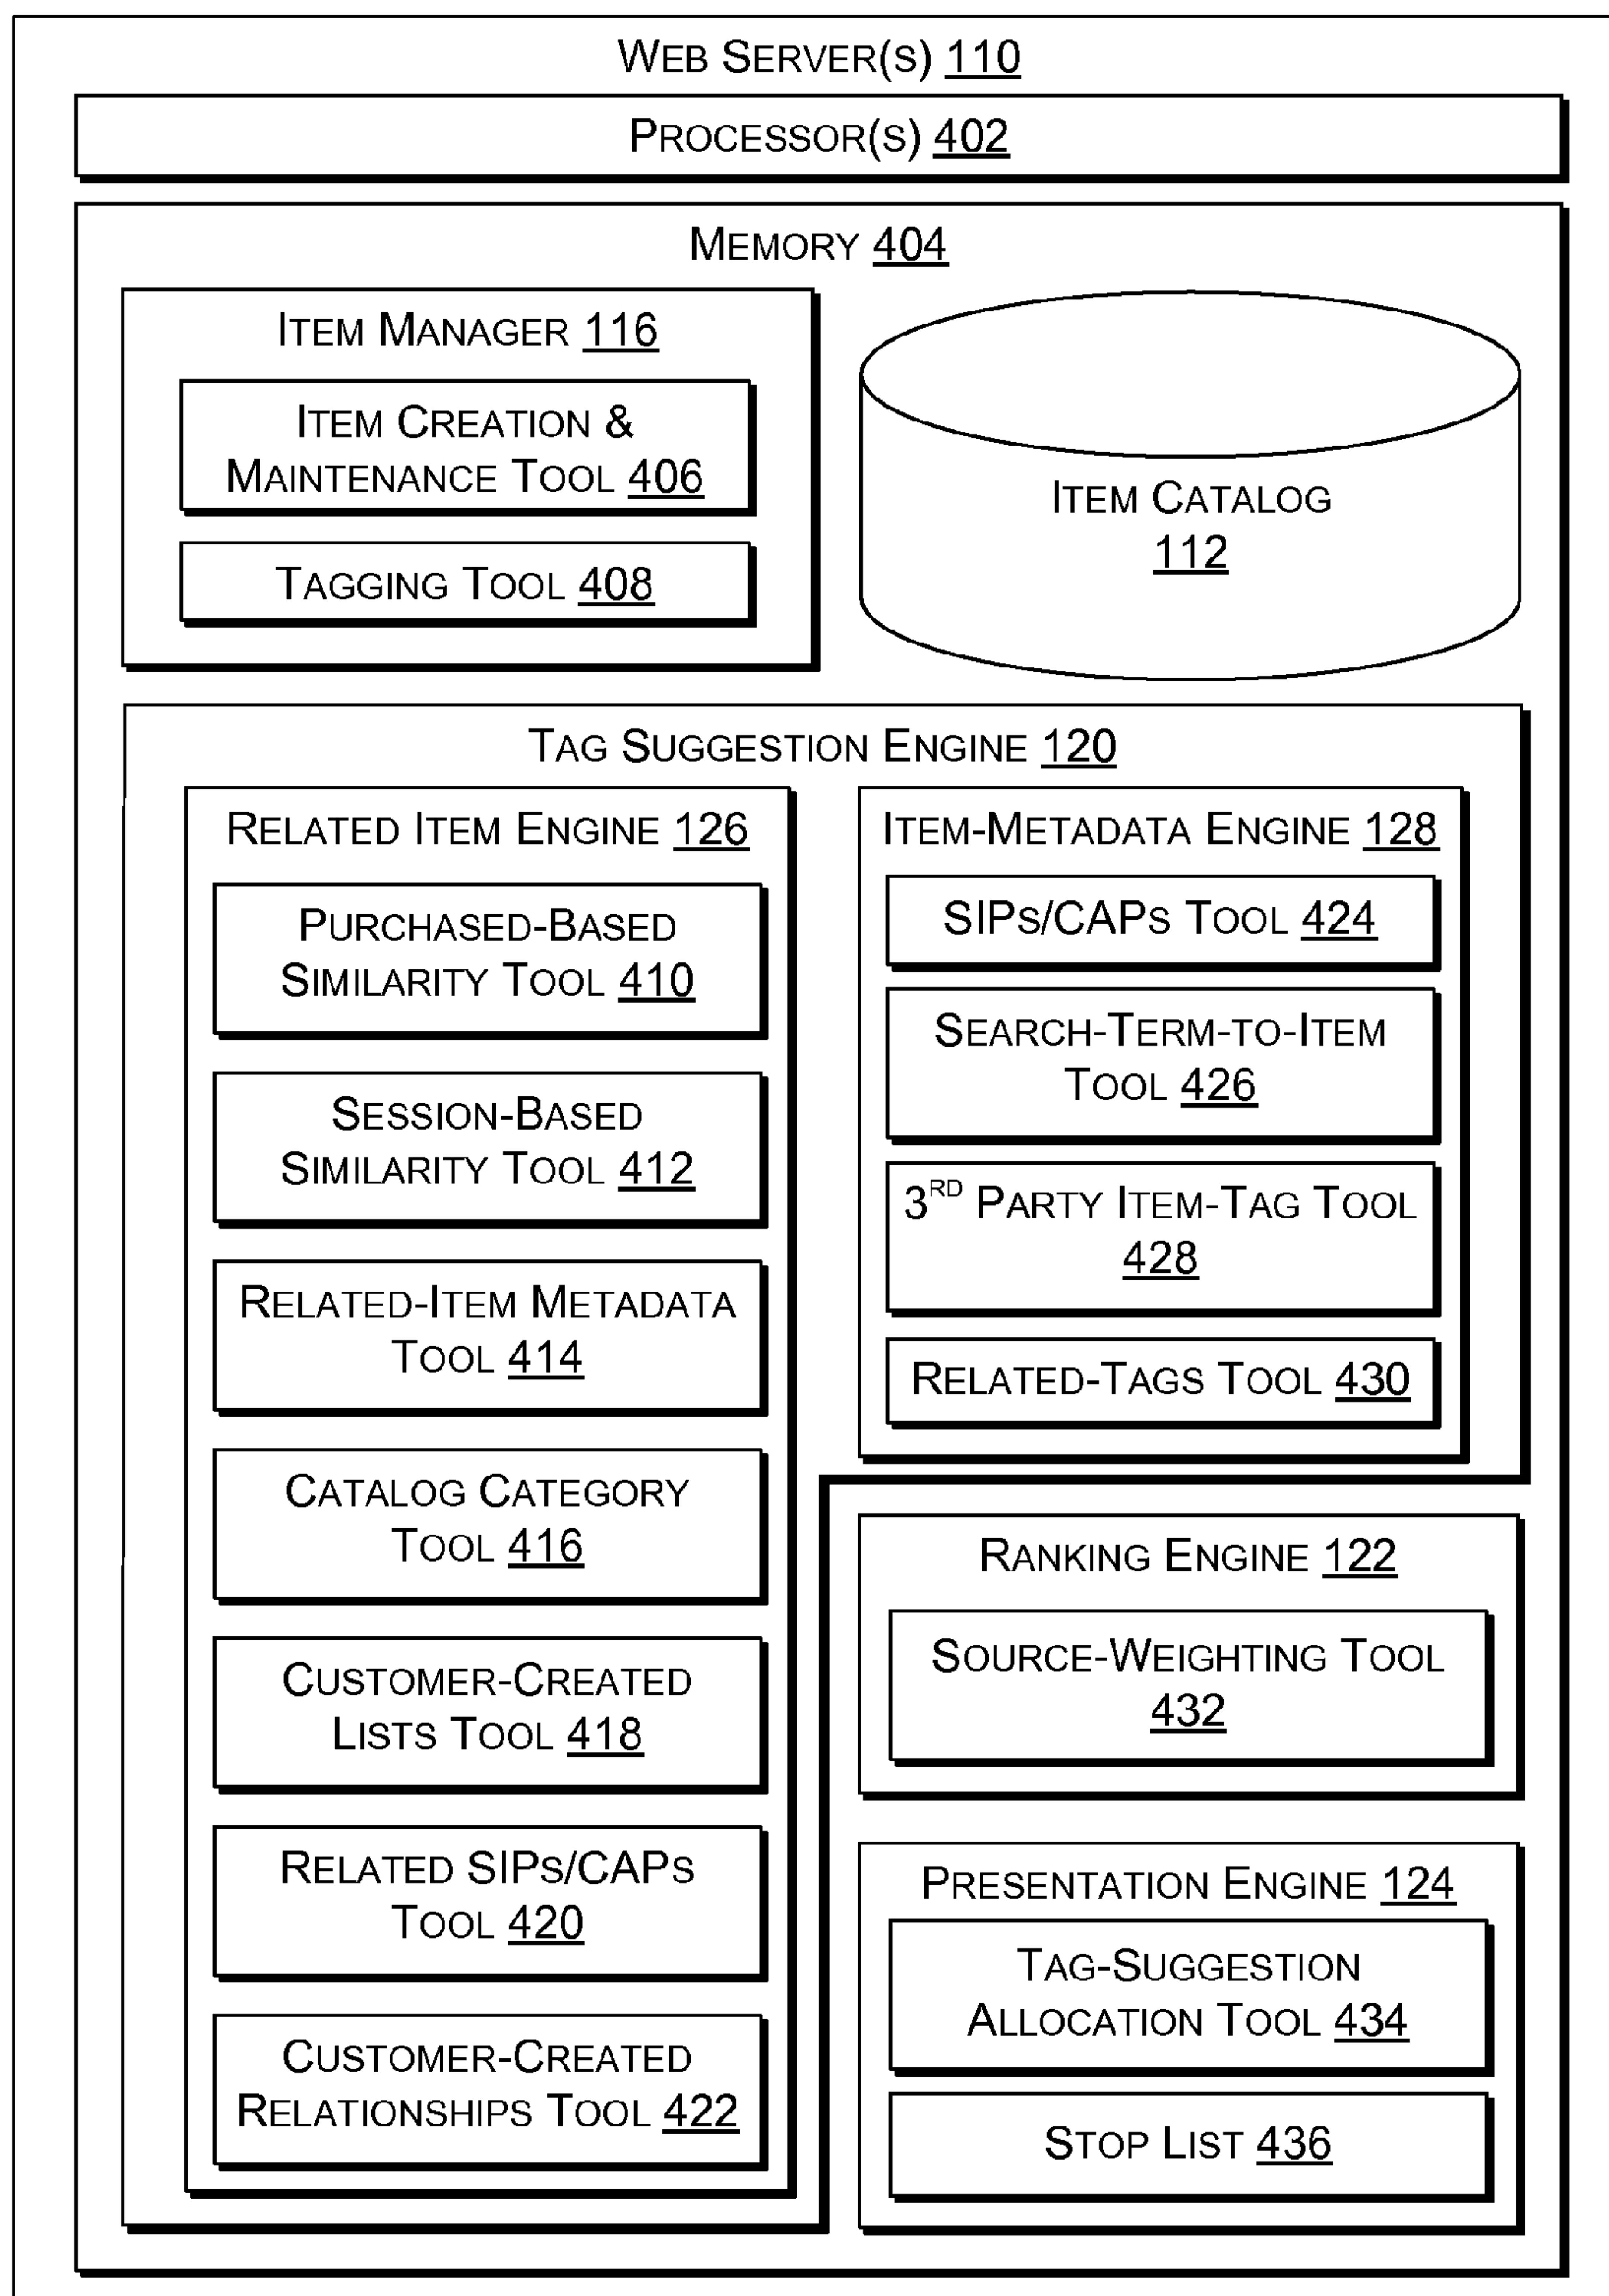 WEB SERVER(S) 110
PROCESSOR(S) 402
MEMORY 404
ITEM MANAGER 116
ITEM CREATION &
MAINTENANCE TOOL 406
TAGGING TOOL 408
ITEM CATALOG
112
TAG SUGGESTION ENGINE 120
RELATED ITEM ENGINE 126
PURCHASED-BASED
SIMILARITY TOOL 410
SESSION-BASED
SIMILARITY TOOL 412
RELATED-ITEM METADATA
TOOL 414
CATALOG CATEGORY
TOOL 416
CUSTOMER-CREATED
LISTS TOOL 418
RELATED SIPS/CAPS
TOOL 420
CUSTOMER-CREATED
RELATIONSHIPS TOOL 422
ITEM-METADATA ENGINE 128
SIPS/CAPS TOOL 424
SEARCH-TERM-TO-ITEM
TOOL 426
3RD PARTY ITEM-TAG TOOL
428
RELATED-TAGS TOOL 430
RANKING ENGINE 122
SOURCE-WEIGHTING TOOL
432
PRESENTATION ENGINE 124
TAG-SUGGESTION
ALLOCATION TOOL 434
STOP LIST 436